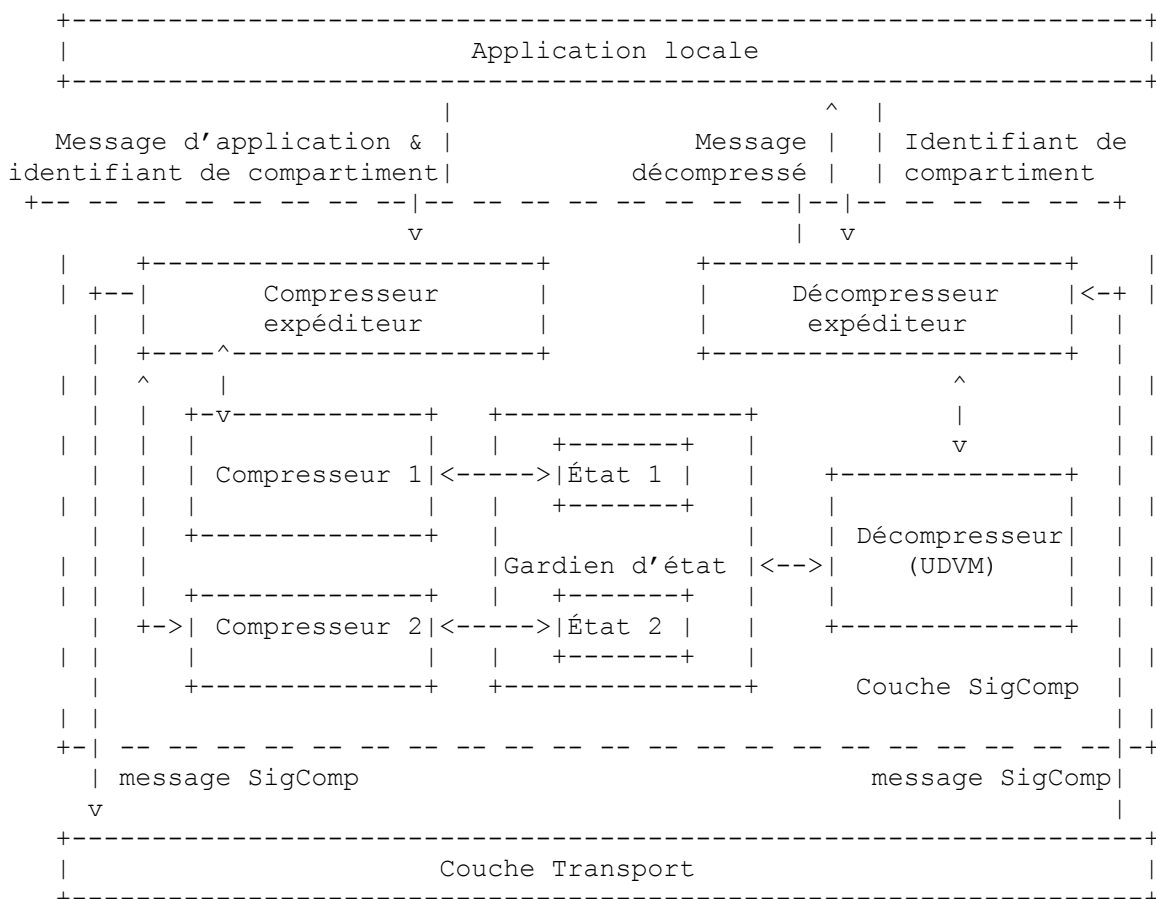 Application locale
Message d'application & Message Identifiant de
identifiant de compartiment décompressé compartiment
Compresseur Décompresseur
expéditeur expéditeur
Compresseur 1 État 1
Décompresseur
Gardien d'état (UDVM)
Compresseur 2 État 2
Couche SigComp
message SigComp message SigComp
Couche Transport